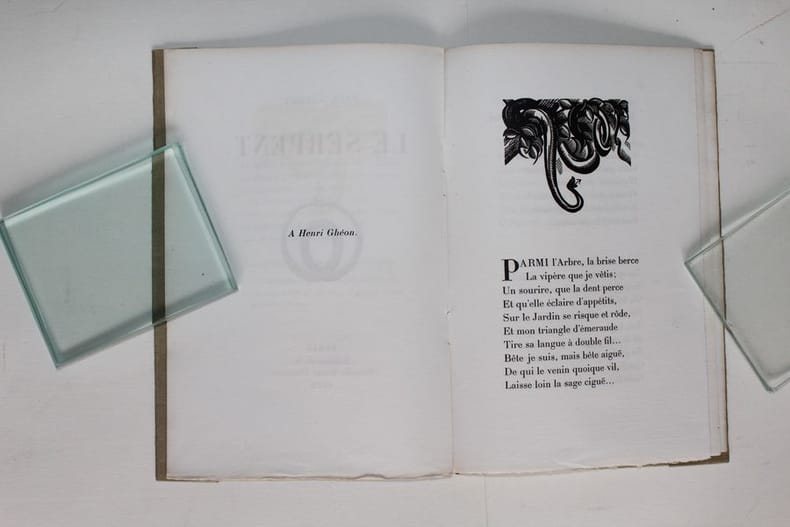 LE SERPENT
A Henri Ghéon.
PARMI l'Arbre, la brise berce
La vipère que je vêtis;
Un sourire, que la dent perce
Et qu'elle éclaire d'appétits,
Sur le Jardin se risque et rôde,
Et mon triangle d'émeraude
Tire sa langue à double fil...
Bête je suis, mais bête aiguë,
De qui le venin quoique vil,
Laisse loin la sage ciguë...